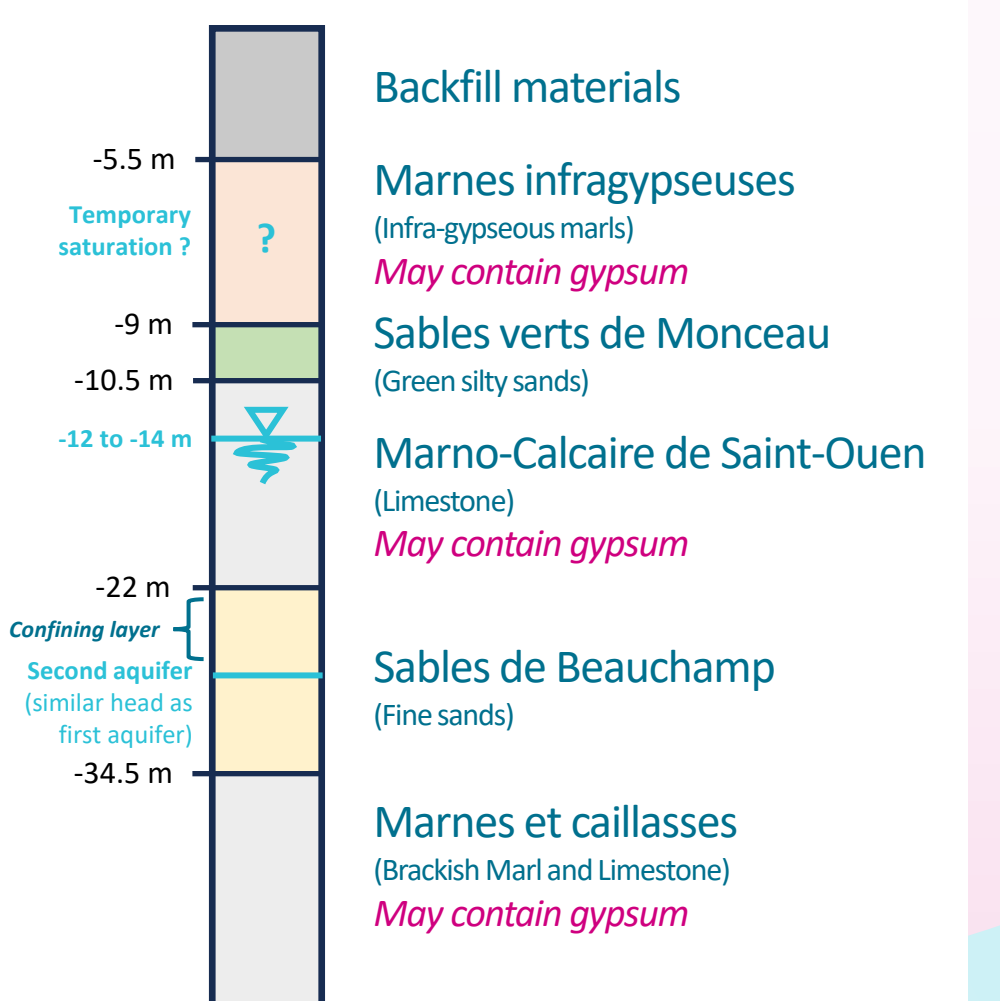 Backfill materials
-5.5 m
Marnes infragypseuses
(Infra-gypseous marls)
May contain gypsum
Temporary
saturation ?
?
-9 m
Sables verts de Monceau
(Green silty sands)
-10.5 m
-12 to -14 m
Marno-Calcaire de Saint-Ouen
(Limestone)
May contain gypsum
-22 m
Confining layer
Second aquifer
(similar head as
first aquifer)
Sables de Beauchamp
(Fine sands)
-34.5 m
Marnes et caillasses
(Brackish Marl and Limestone)
May contain gypsum